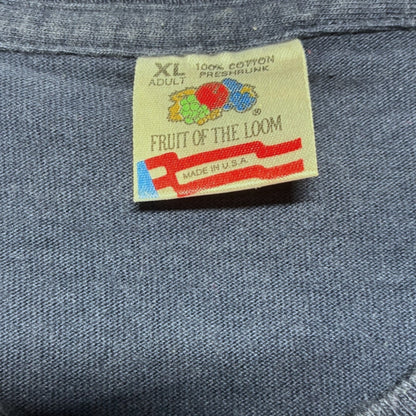 XL 100% COTTON
ADULT PRESHRUNK
®
FRUIT OF THE LOOM
MADE IN U.S.A.